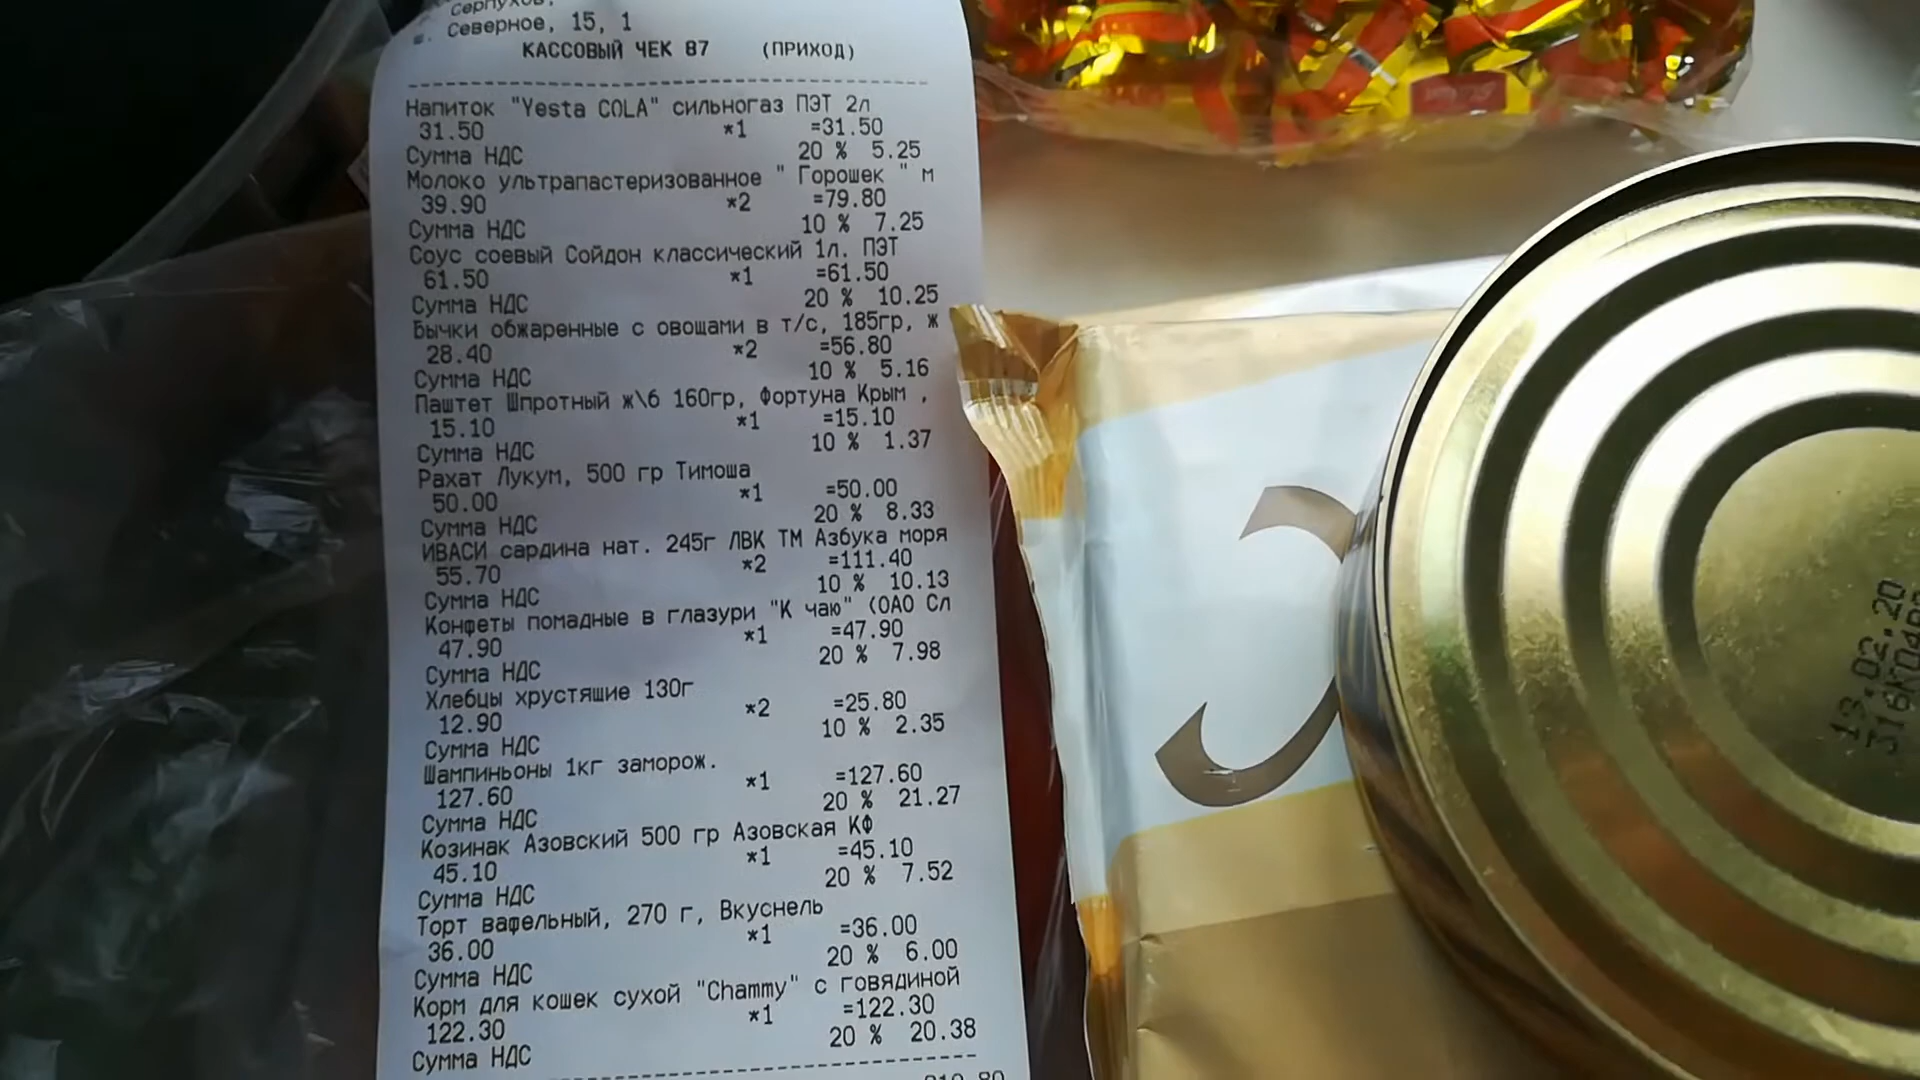 Серпухов,
ш. Северное, 15, 1
КАССОВЫЙ ЧЕК 87 (ПРИХОД)
Напиток "Yesta COLA" сильногаз ПЭТ 2л
31.50 *1 =31.50
Сумма НДС 20 % 5.25
Молоко ультрапастеризованное " Горошек " м
39.90 *2 =79.80
Сумма НДС 10 % 7.25
Соус соевый Сойдон классический 1л. ПЭТ
61.50 *1 =61.50
Сумма НДС 20 % 10.25
Бычки обжаренные с овощами в т/с, 185гр, ж
28.40 *2 =56.80
Сумма НДС 10 % 5.16
Паштет Шпротный ж\б 160гр, Фортуна Крым ,
15.10 *1 =15.10
Сумма НДС 10 % 1.37
Рахат Лукум, 500 гр Тимоша
50.00 *1 =50.00
Сумма НДС 20 % 8.33
ИВАСИ сардина нат. 245г ЛВК ТМ Азбука моря
55.70 *2 =111.40
Сумма НДС 10 % 10.13
Конфеты помадные в глазури "К чаю" (ОАО Сл
47.90 *1 =47.90
Сумма НДС 20 % 7.98
Хлебцы хрустящие 130г
12.90 *2 =25.80
Сумма НДС 10 % 2.35
Шампиньоны 1кг заморож.
127.60 *1 =127.60
Сумма НДС 20 % 21.27
Козинак Азовский 500 гр Азовская КФ
45.10 *1 =45.10
Сумма НДС 20 % 7.52
Торт вафельный, 270 г, Вкуснель
36.00 *1 =36.00
Сумма НДС 20 % 6.00
Корм для кошек сухой "Chammy" с говядиной
122.30 *1 =122.30
Сумма НДС 20 % 20.38
13.02.20